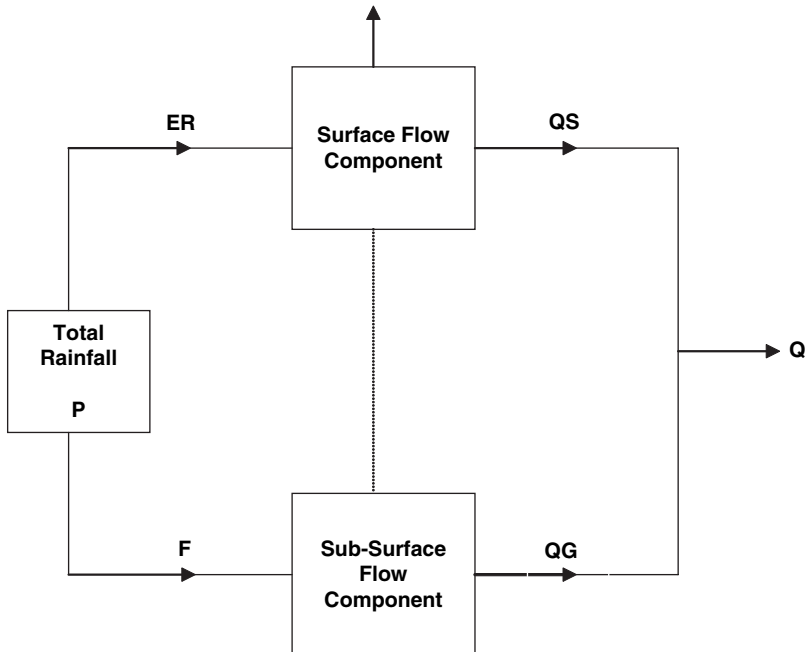 ER
Surface Flow
Component
QS
Total
Rainfall
P
Q
F
Sub-Surface
Flow
Component
QG